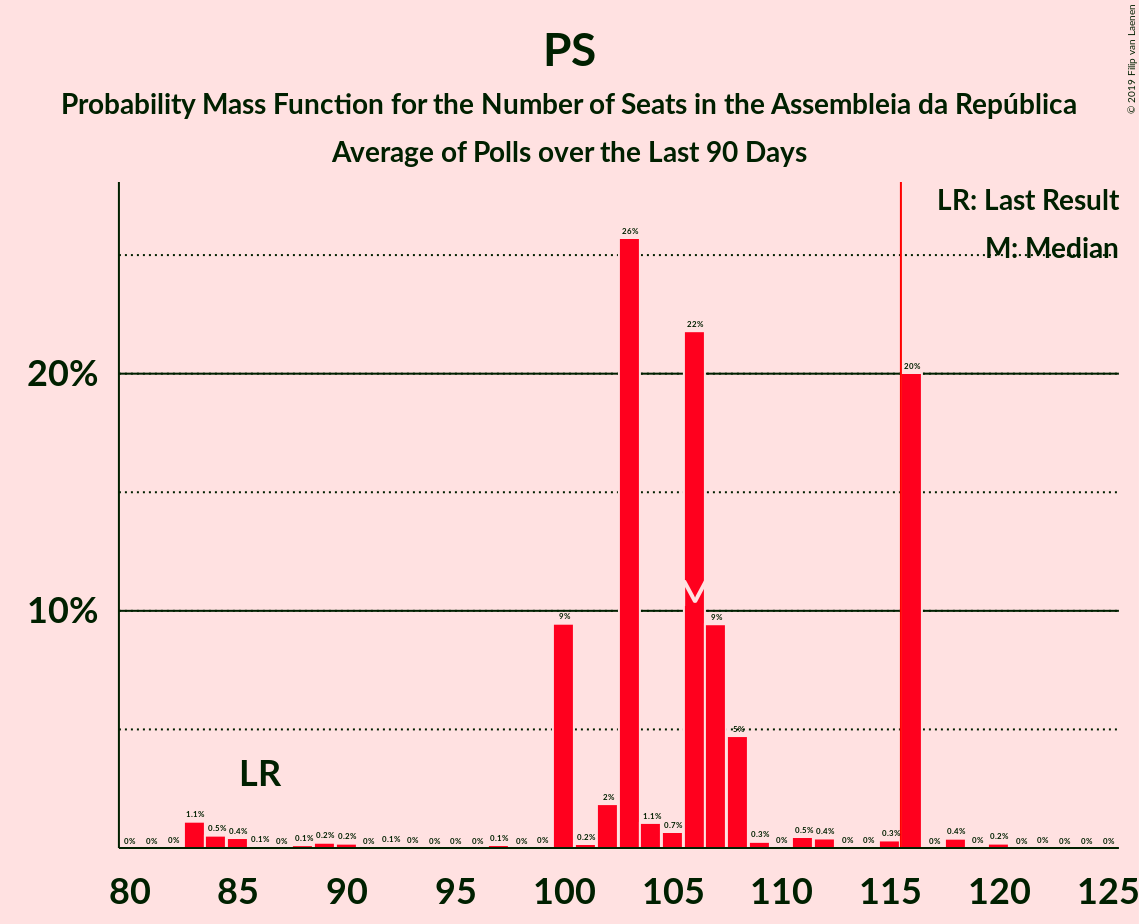 PS
Probability Mass Function for the Number of Seats in the Assembleia da República
Average of Polls over the Last 90 Days
© 2019 Filip van Laenen
LR: Last Result
M: Median
26%
22%
20%
20%
10%
9%
9%
5%
LR
M
0% 0% 0% 1.1% 0.5% 0.4% 0.1% 0% 0.1% 0.2% 0.2% 0% 0.1% 0% 0% 0% 0% 0.1% 0% 0% 0.2% 2% 1.1% 0.7% 0.3% 0% 0.5% 0.4% 0% 0% 0.3% 0% 0.4% 0% 0.2% 0% 0% 0% 0% 0%
80 85 90 95 100 105 110 115 120 125